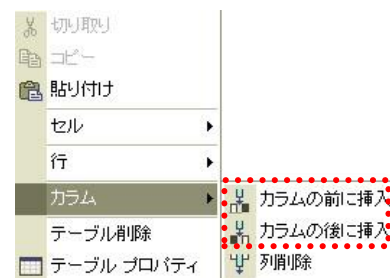 切り取り
コピー
貼り付け
セル
行
カラム
カラムの前に挿入
テーブル削除
カラムの後に挿入
テーブル プロパティ
列削除